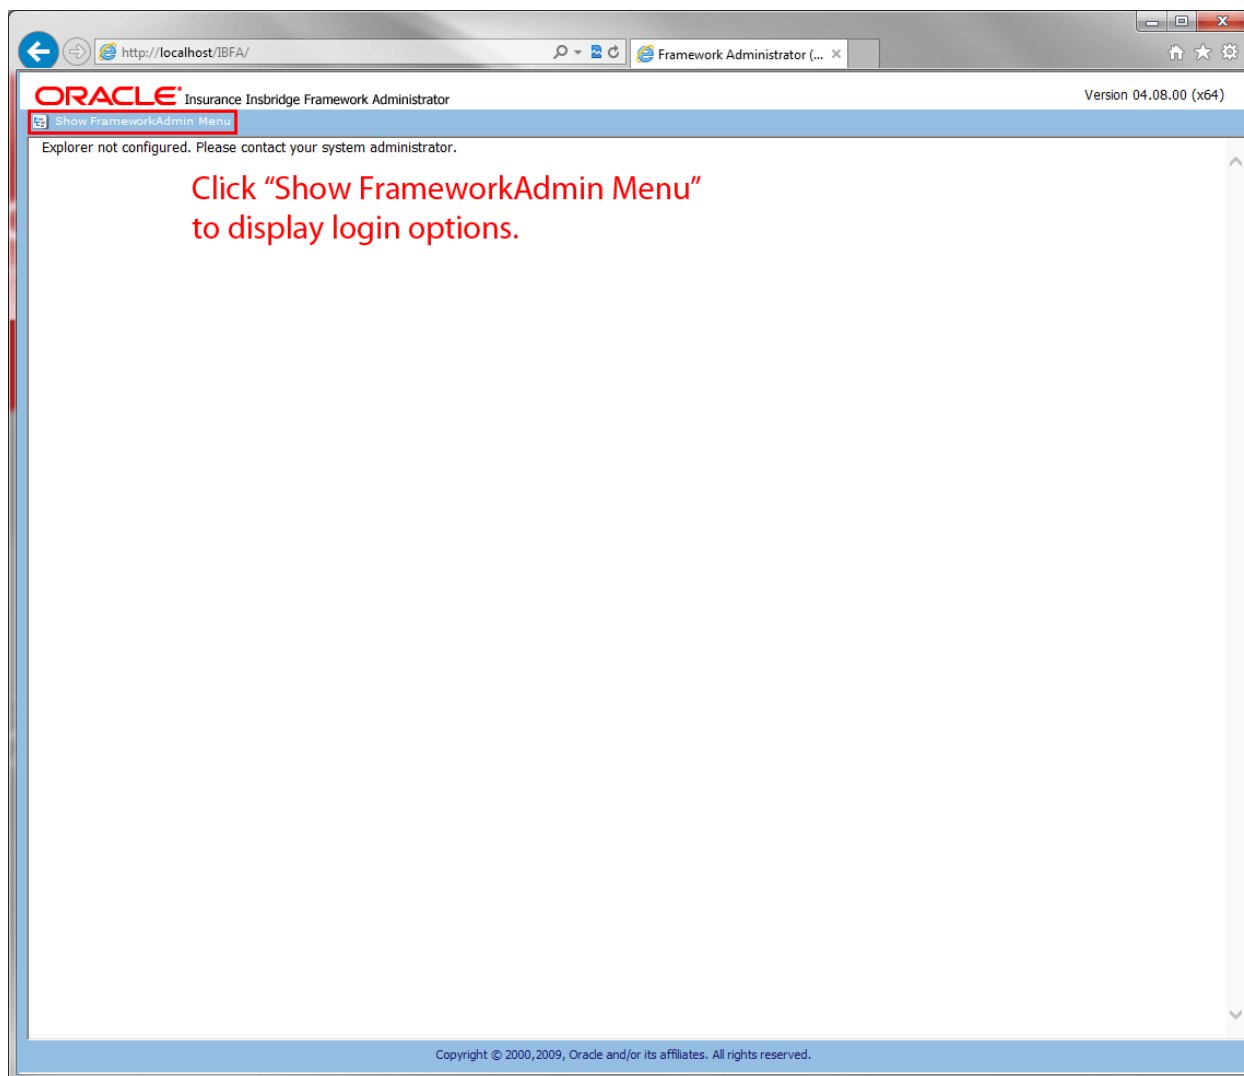 http://localhost/IBFA/
Framework Administrator (...
ORACLE Insurance Insbridge Framework Administrator
Version 04.08.00 (x64)
Show FrameworkAdmin Menu
Explorer not configured. Please contact your system administrator.
Click “Show FrameworkAdmin Menu”
to display login options.
Copyright © 2000,2009, Oracle and/or its affiliates. All rights reserved.